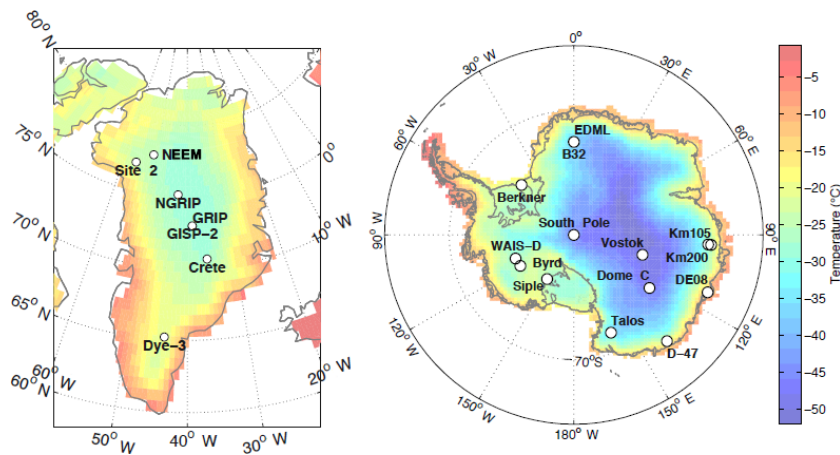 80° N
75° N
70° N
65° N
60° N
60° W
50° W
40° W
30° W
20° W
10° W
0°
NEEM
Site 2
NGRIP
GRIP
GISP-2
Crete
Dye-3
0°
30° W
30° E
60° W
60° E
90° W
90° E
120° W
120° E
150° W
150° E
180° W
-70°S
EDML
B32
Berkner
South Pole
Km105
Vostok
Km200
WAIS-D
Byrd
Dome C
DE08
Siple
Talos
D-47
-5
-10
-15
-20
-25
-30
-35
-40
-45
-50
Temperature (°C)